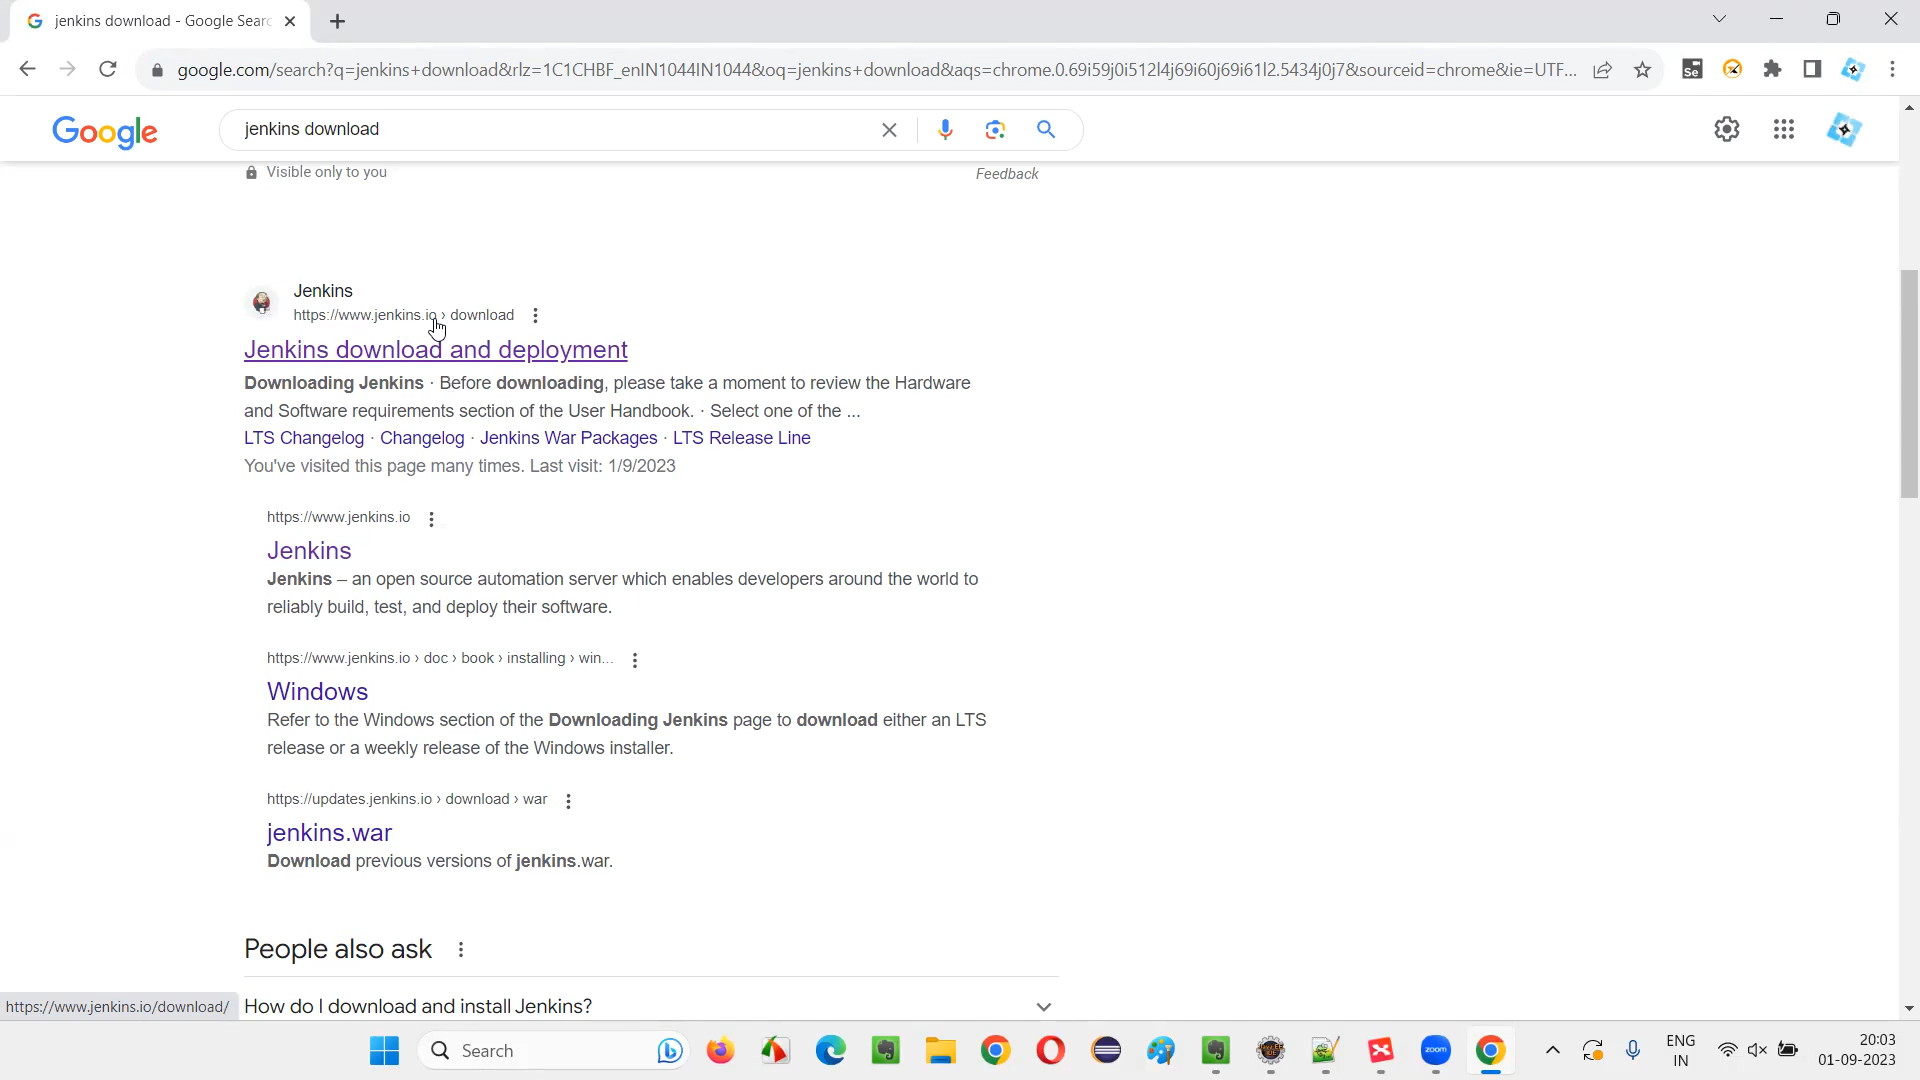 jenkins download - Google Searc
google.com/search?q=jenkins+download&rlz=1C1CHBF_enIN1044IN1044&oq=jenkins+download&aqs=chrome.0.69i59j0i512l4j69i60j69i61l2.5434j0j7&sourceid=chrome&ie=UTF...
Google
jenkins download
Visible only to you
Feedback
Jenkins
https://www.jenkins.io › download
Jenkins download and deployment
Downloading Jenkins · Before downloading, please take a moment to review the Hardware
and Software requirements section of the User Handbook. · Select one of the ...
LTS Changelog · Changelog · Jenkins War Packages · LTS Release Line
You've visited this page many times. Last visit: 1/9/2023
https://www.jenkins.io
Jenkins
Jenkins – an open source automation server which enables developers around the world to
reliably build, test, and deploy their software.
https://www.jenkins.io › doc › book › installing › win...
Windows
Refer to the Windows section of the Downloading Jenkins page to download either an LTS
release or a weekly release of the Windows installer.
https://updates.jenkins.io › download › war
jenkins.war
Download previous versions of jenkins.war.
People also ask
How do I download and install Jenkins?
https://www.jenkins.io/download/
Search
zoom
ENG
IN
20:03
01-09-2023